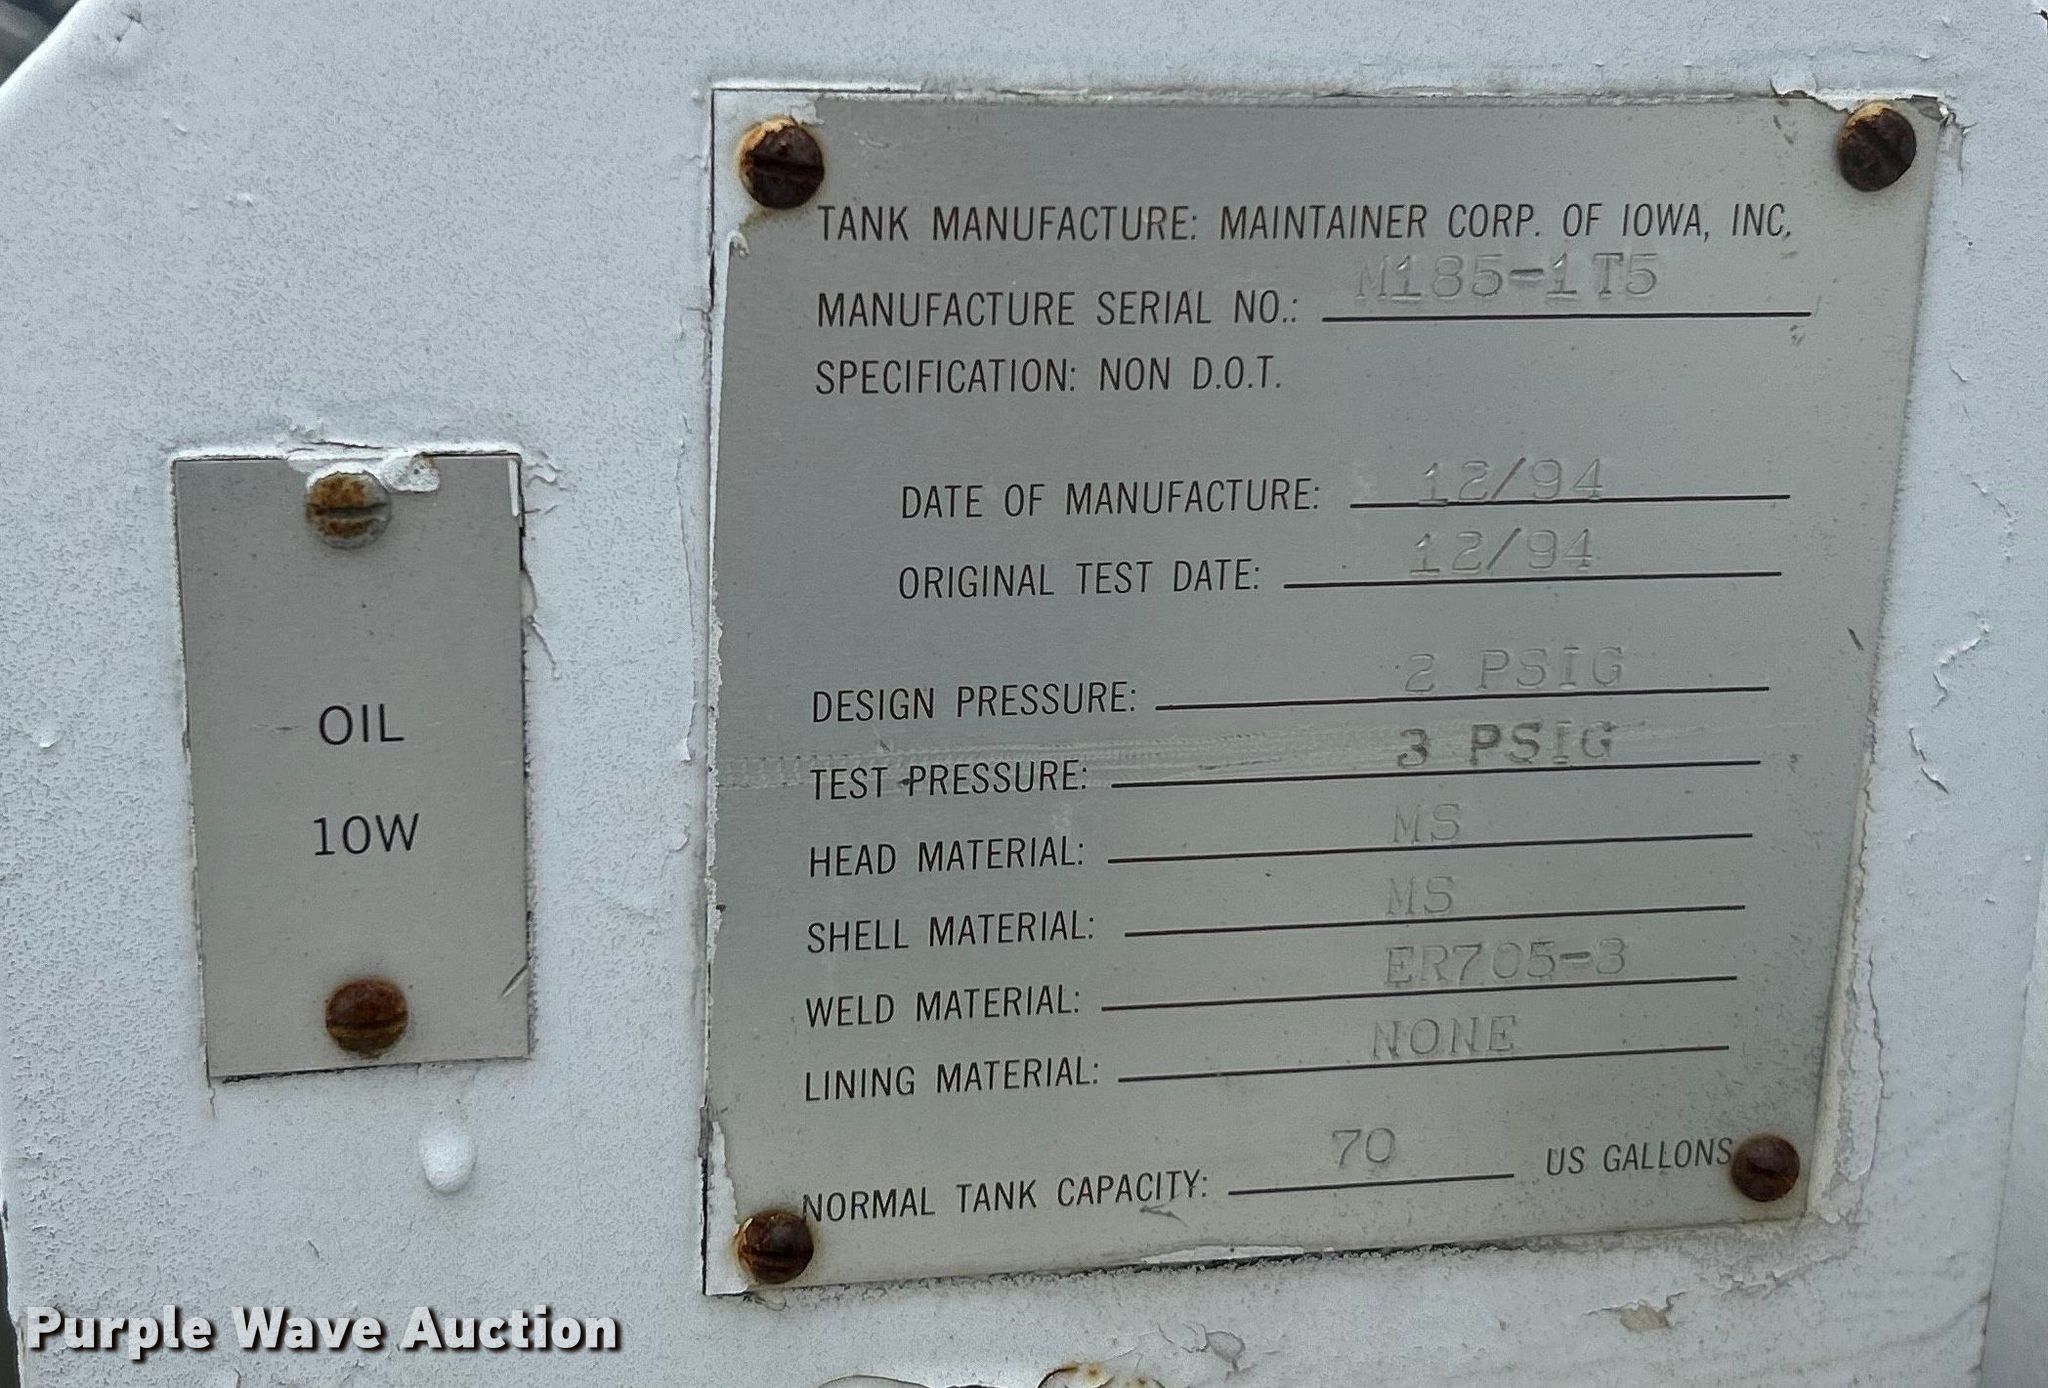 TANK MANUFACTURE: MAINTAINER CORP. OF IOWA, INC.
MANUFACTURE SERIAL NO.: M185-1T5
SPECIFICATION: NON D.O.T.
DATE OF MANUFACTURE: 12/94
ORIGINAL TEST DATE: 12/94
DESIGN PRESSURE: 2 PSIG
TEST PRESSURE: 3 PSIG
HEAD MATERIAL: MS
SHELL MATERIAL: MS
WELD MATERIAL: ER705-3
LINING MATERIAL: NONE
NORMAL TANK CAPACITY: 70 US GALLONS
OIL
10W
Purple Wave Auction